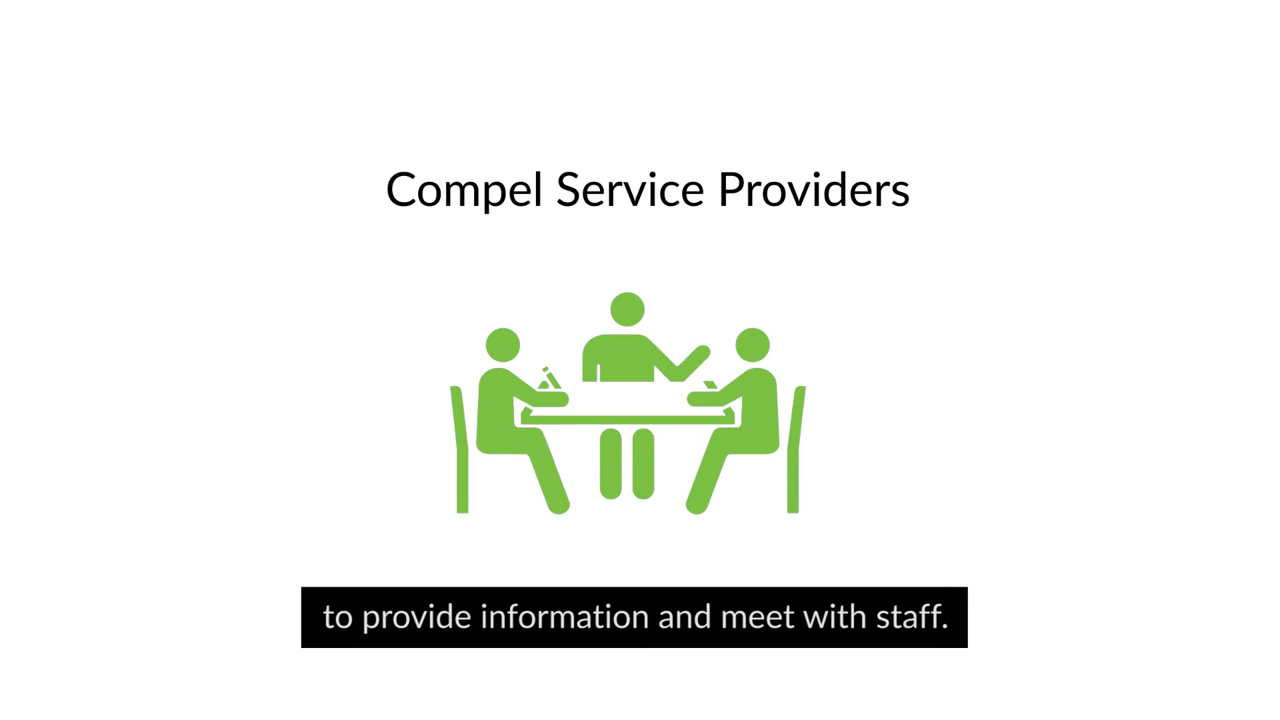 Compel Service Providers
to provide information and meet with staff.